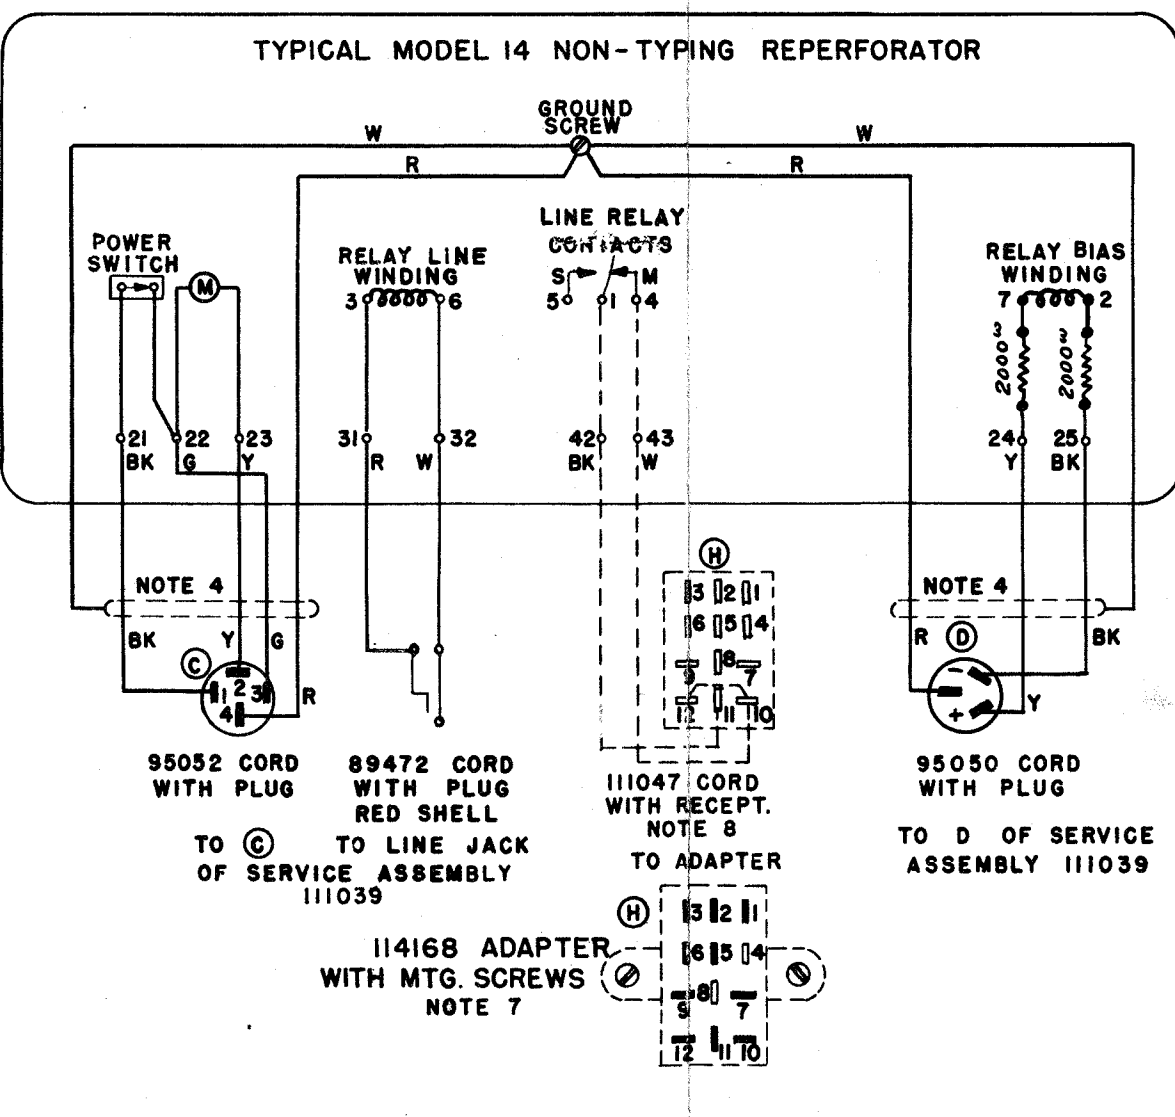 TYPICAL MODEL 14 NON-TYPING REPERFORATOR
GROUND
SCREW
W
W
R
R
POWER
SWITCH
M
RELAY LINE
WINDING
3 6
LINE RELAY
CONTACTS
S M
5 1 4
RELAY BIAS
WINDING
7 2
2000ω
2000ω
21 22 23
BK G Y
31 32
R W
42 43
BK W
24 25
Y BK
NOTE 4
BK Y G
C
1 2 3
4
R
H
3 2 1
6 5 4
9 8 7
12 11 10
NOTE 4
R D BK
-
+
Y
95052 CORD
WITH PLUG
89472 CORD
WITH PLUG
RED SHELL
TO C TO LINE JACK
OF SERVICE ASSEMBLY
111039
111047 CORD
WITH RECEPT.
NOTE 8
TO ADAPTER
95050 CORD
WITH PLUG
TO D OF SERVICE
ASSEMBLY 111039
H
3 2 1
6 5 4
9 8 7
12 11 10
114168 ADAPTER
WITH MTG. SCREWS
NOTE 7